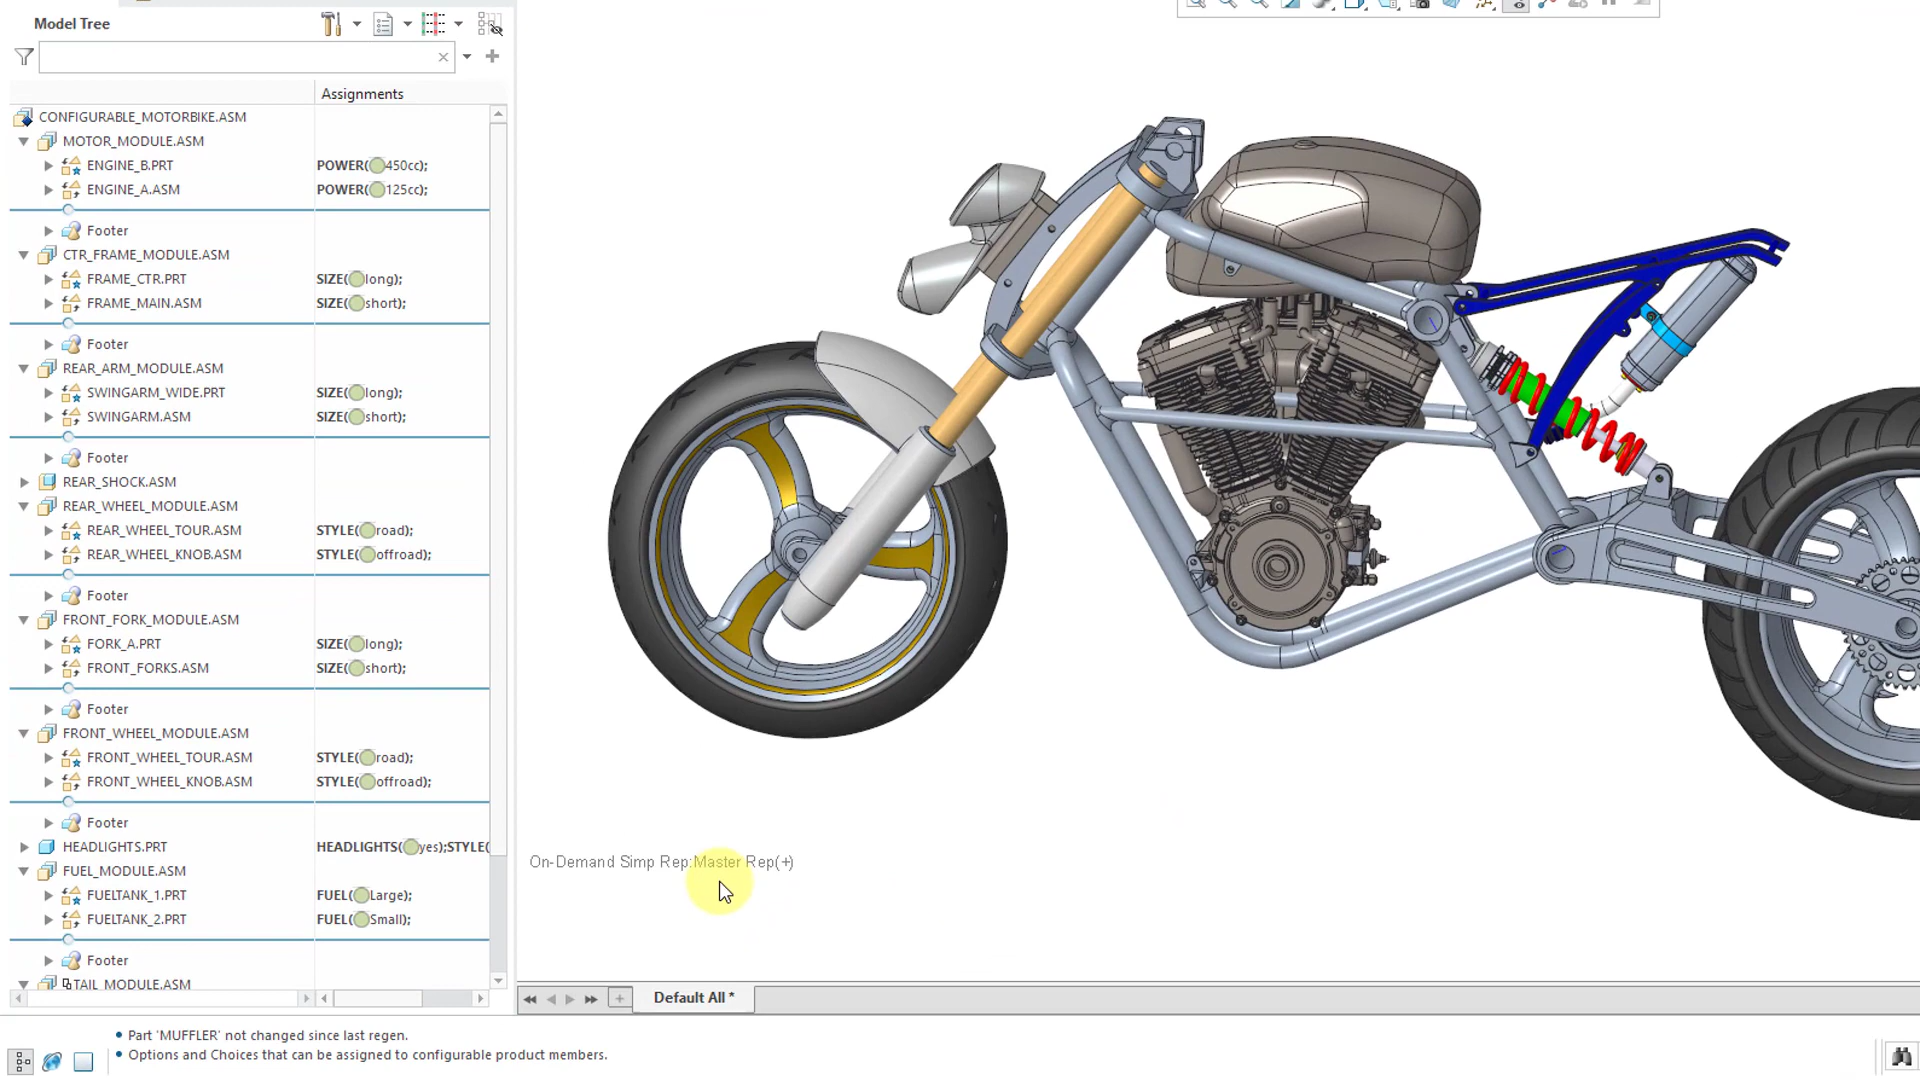 Model Tree
Assignments
CONFIGURABLE_MOTORBIKE.ASM
MOTOR_MODULE.ASM
ENGINE_B.PRT POWER(450cc);
ENGINE_A.ASM POWER(125cc);
Footer
CTR_FRAME_MODULE.ASM
FRAME_CTR.PRT SIZE(long);
FRAME_MAIN.ASM SIZE(short);
Footer
REAR_ARM_MODULE.ASM
SWINGARM_WIDE.PRT SIZE(long);
SWINGARM.ASM SIZE(short);
Footer
REAR_SHOCK.ASM
REAR_WHEEL_MODULE.ASM
REAR_WHEEL_TOUR.ASM STYLE(road);
REAR_WHEEL_KNOB.ASM STYLE(offroad);
Footer
FRONT_FORK_MODULE.ASM
FORK_A.PRT SIZE(long);
FRONT_FORKS.ASM SIZE(short);
Footer
FRONT_WHEEL_MODULE.ASM
FRONT_WHEEL_TOUR.ASM STYLE(road);
FRONT_WHEEL_KNOB.ASM STYLE(offroad);
Footer
HEADLIGHTS.PRT HEADLIGHTS(yes);STYLE(
FUEL_MODULE.ASM
FUELTANK_1.PRT FUEL(Large);
FUELTANK_2.PRT FUEL(Small);
Footer
TAIL_MODULE.ASM
On-Demand Simp Rep:Master Rep(+)
Default All *
• Part 'MUFFLER' not changed since last regen.
• Options and Choices that can be assigned to configurable product members.